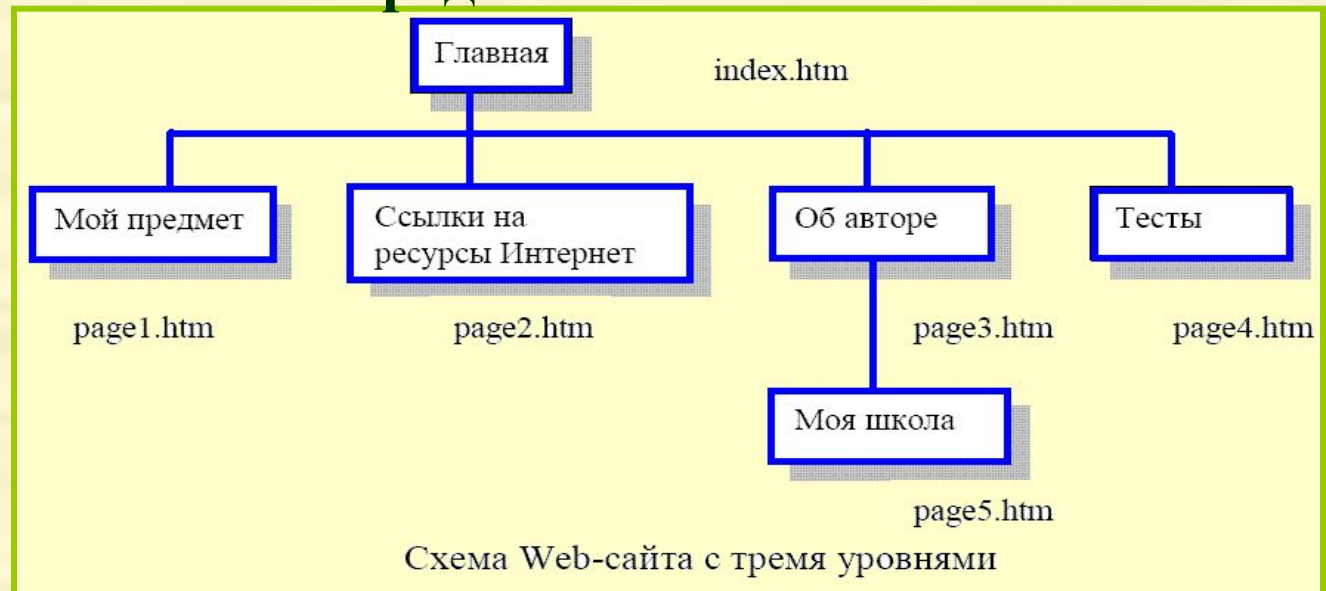 Главная
index.htm
Мой предмет
Ссылки на
ресурсы Интернет
Об авторе
Тесты
page1.htm
page2.htm
page3.htm
page4.htm
Моя школа
page5.htm
Схема Web-сайта с тремя уровнями